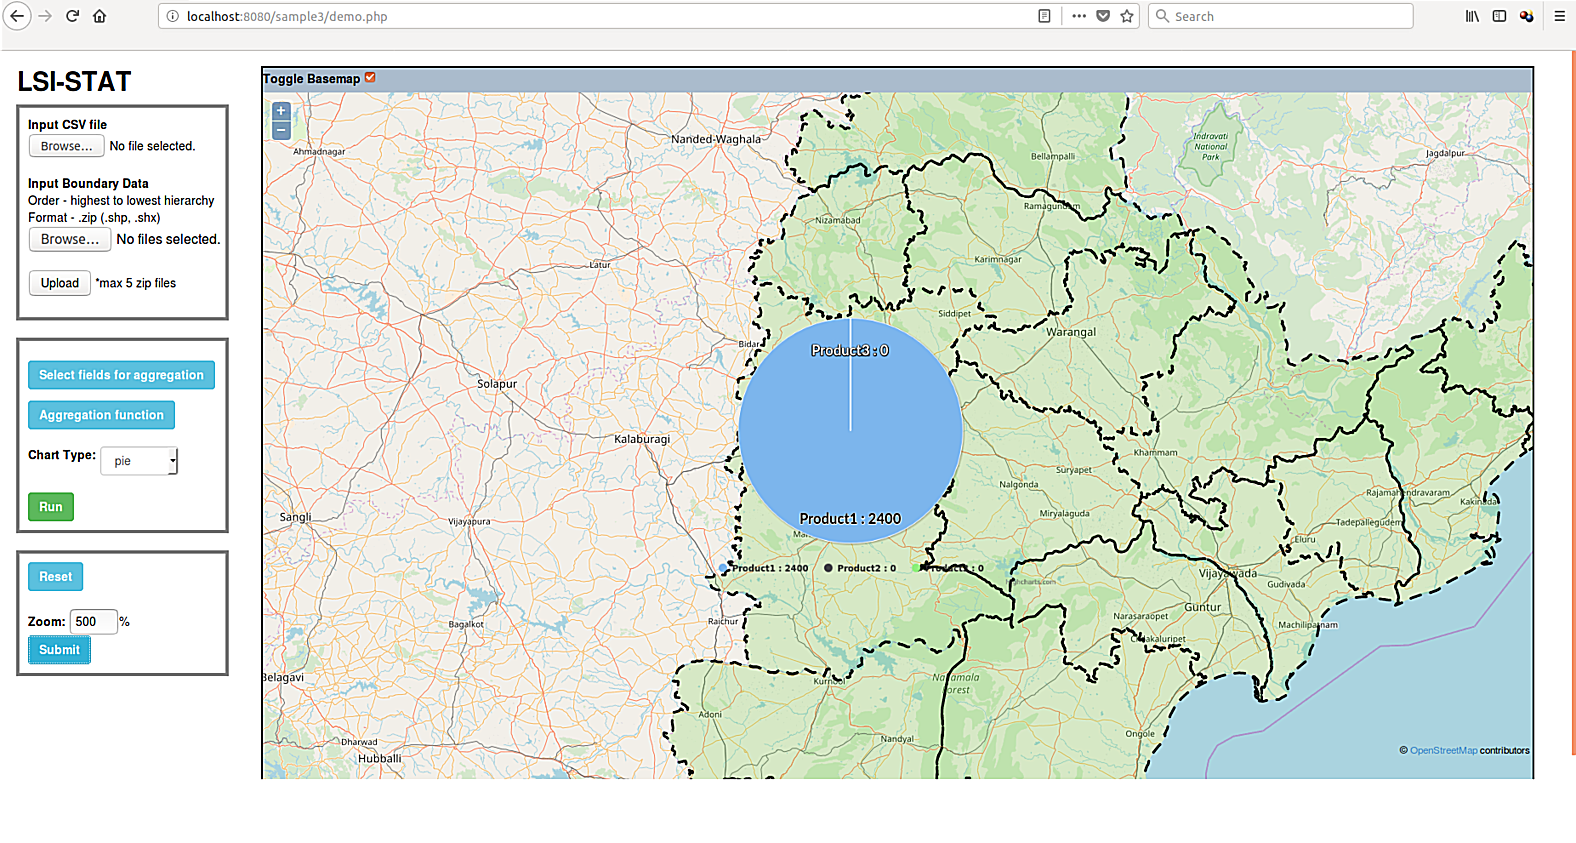 localhost:8080/sample3/demo.php
Search
LSI-STAT
Input CSV file
Browse... No file selected.
Input Boundary Data
Order - highest to lowest hierarchy
Format - .zip (.shp, .shx)
Browse... No files selected.
Upload *max 5 zip files
Select fields for aggregation
Aggregation function
Chart Type: pie
Run
Reset
Zoom: 500 %
Submit
Toggle Basemap
+
−
Ahmadnagar
Nanded-Waghala
Bellampalli
Indravati
National
Park
Jagdalpur
Nizamabad
Ramagundam
Latur
Karimnagar
Siddipet
Warangal
Bidar
Product3 : 0
Solapur
Kalaburagi
Khammam
Suryapet
Nalgonda
Rajamahendravaram
Kakinada
Sangli
Vijayapura
Product1 : 2400
Miryalaguda
Tadepallegudem
Eluru
Product1 : 2400 Product2 : 0 Product3 : 0
Vijayawada
Gudivada
Guntur
Bagalkot
Raichur
Narasaraopet
Machilipatnam
Chilakaluripet
Belagavi
Kurnool
Nallamala
Forest
Adoni
Dharwad
Nandyal
Ongole
Hubballi
© OpenStreetMap contributors